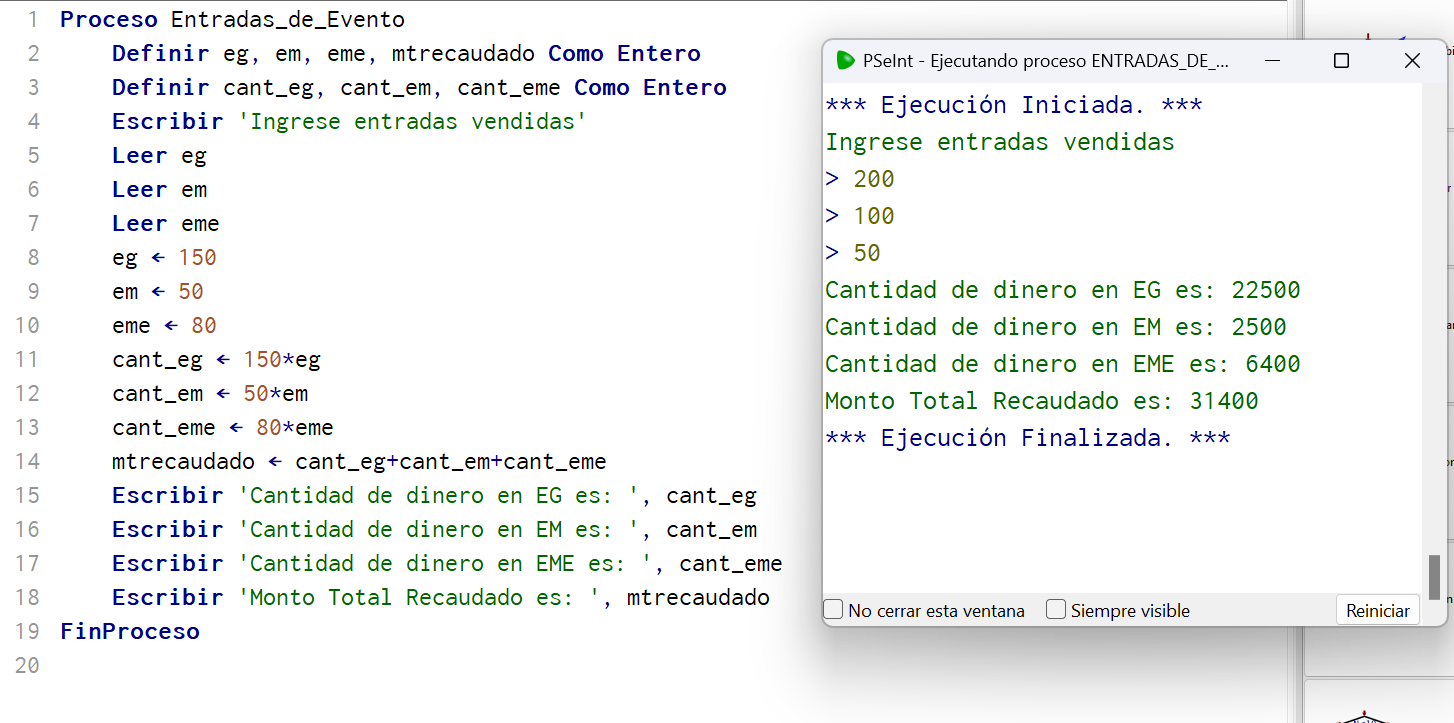 1 Proceso Entradas_de_Evento
2 Definir eg, em, eme, mtrecaudado Como Entero
3 Definir cant_eg, cant_em, cant_eme Como Entero
4 Escribir 'Ingrese entradas vendidas'
5 Leer eg
6 Leer em
7 Leer eme
8 eg ← 150
9 em ← 50
10 eme ← 80
11 cant_eg ← 150*eg
12 cant_em ← 50*em
13 cant_eme ← 80*eme
14 mtrecaudado ← cant_eg+cant_em+cant_eme
15 Escribir 'Cantidad de dinero en EG es: ', cant_eg
16 Escribir 'Cantidad de dinero en EM es: ', cant_em
17 Escribir 'Cantidad de dinero en EME es: ', cant_eme
18 Escribir 'Monto Total Recaudado es: ', mtrecaudado
19 FinProceso
20
PSeInt - Ejecutando proceso ENTRADAS_DE_...
*** Ejecución Iniciada. ***
Ingrese entradas vendidas
> 200
> 100
> 50
Cantidad de dinero en EG es: 22500
Cantidad de dinero en EM es: 2500
Cantidad de dinero en EME es: 6400
Monto Total Recaudado es: 31400
*** Ejecución Finalizada. ***
No cerrar esta ventana Siempre visible Reiniciar